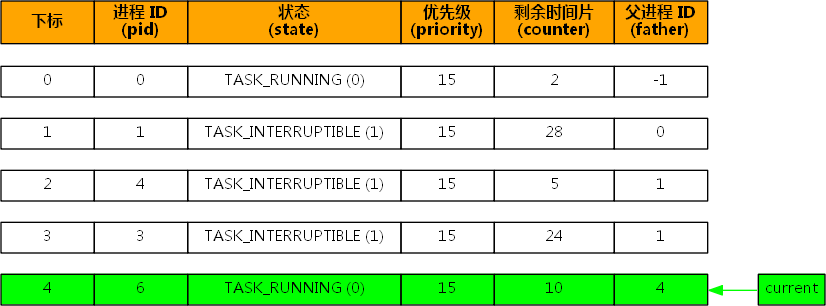 下标 进程 ID (pid) 状态 (state) 优先级 (priority) 剩余时间片 (counter) 父进程 ID (father)
0 0 TASK_RUNNING (0) 15 2 -1
1 1 TASK_INTERRUPTIBLE (1) 15 28 0
2 4 TASK_INTERRUPTIBLE (1) 15 5 1
3 3 TASK_INTERRUPTIBLE (1) 15 24 1
4 6 TASK_RUNNING (0) 15 10 4 current